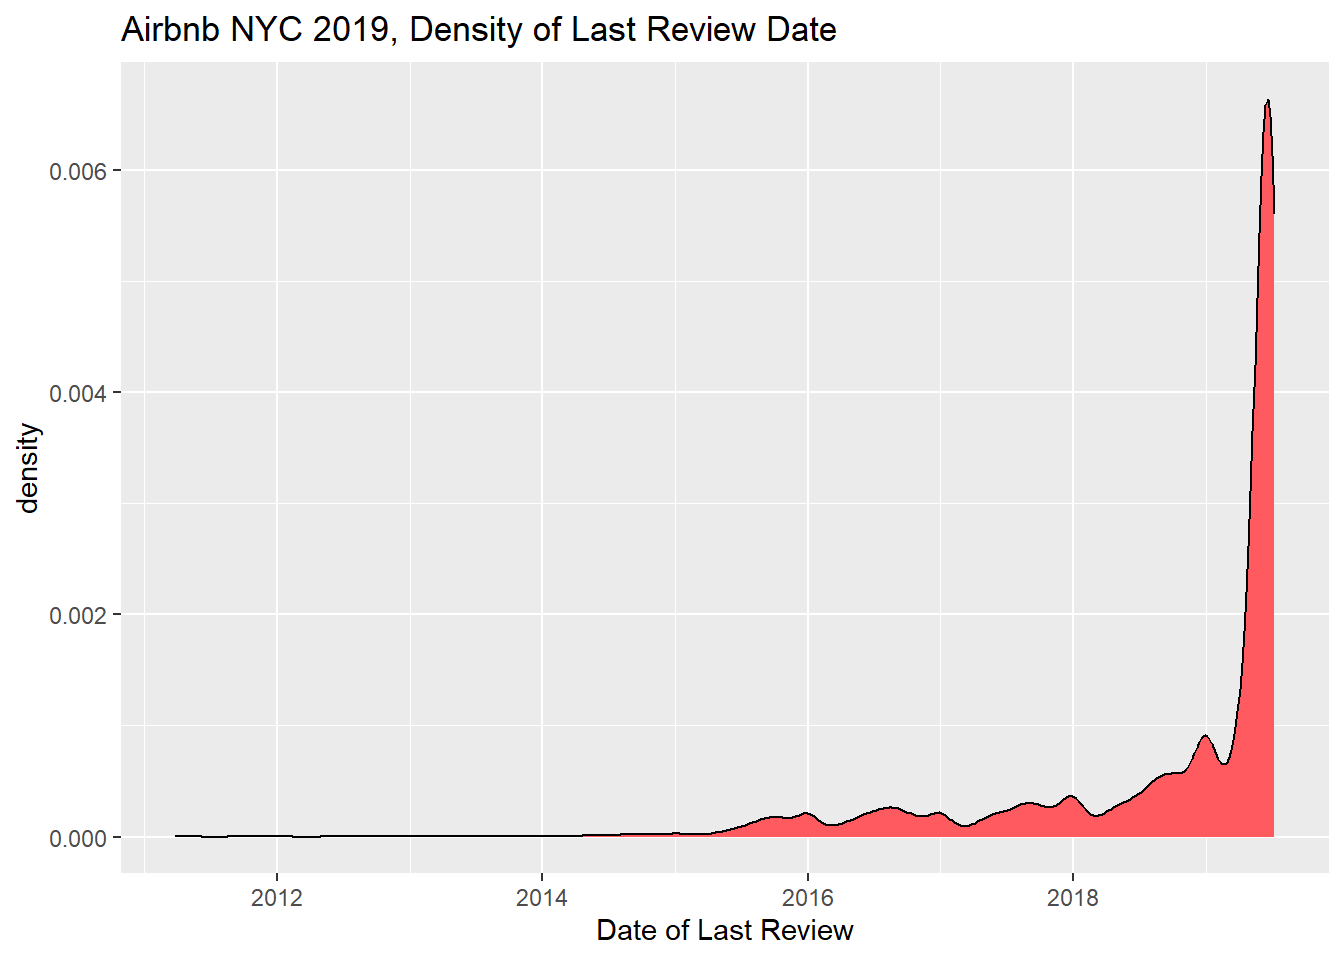 Airbnb NYC 2019, Density of Last Review Date
0.006
0.004
0.002
0.000
density
2012 2014 2016 2018
Date of Last Review